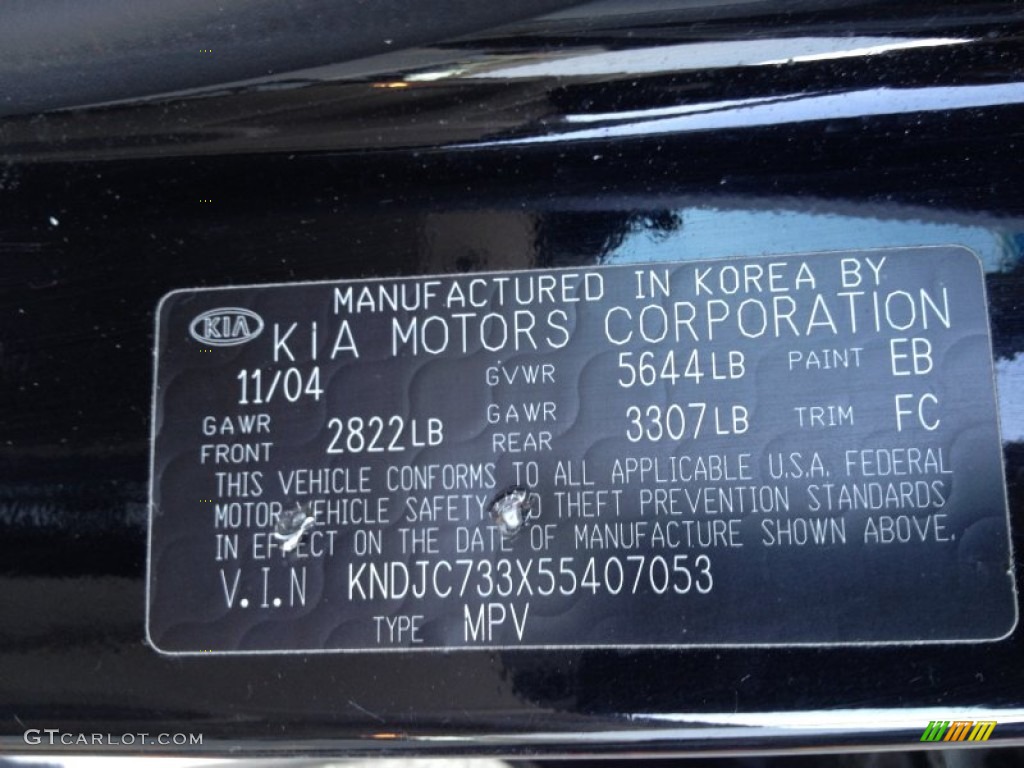 MANUFACTURED IN KOREA BY
KIA KIA MOTORS CORPORATION
11/04 GVWR 5644LB PAINT EB
GAWR FRONT 2822LB GAWR REAR 3307LB TRIM FC
THIS VEHICLE CONFORMS TO ALL APPLICABLE U.S.A. FEDERAL
MOTOR VEHICLE SAFETY THEFT PREVENTION STANDARDS
IN EFFECT ON THE DATE OF MANUFACTURE SHOWN ABOVE.
V.I.N KNDJC733X55407053
TYPE MPV
GTCARLOT.COM